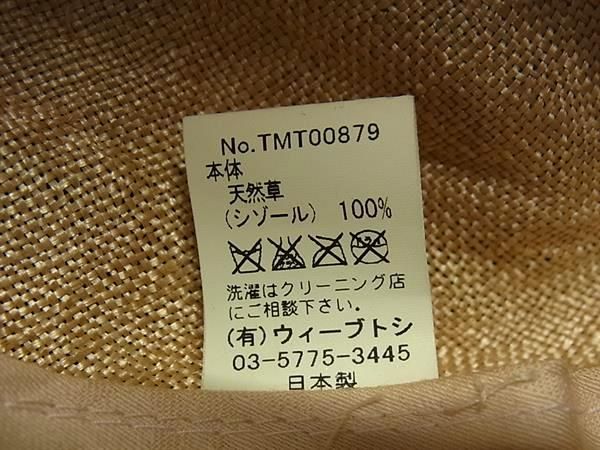 No.TMT00879
本体
天然草
(シゾール) 100%
洗濯はクリーニング店
にご相談下さい。
(有)ウィーブトシ
03-5775-3445
日本製